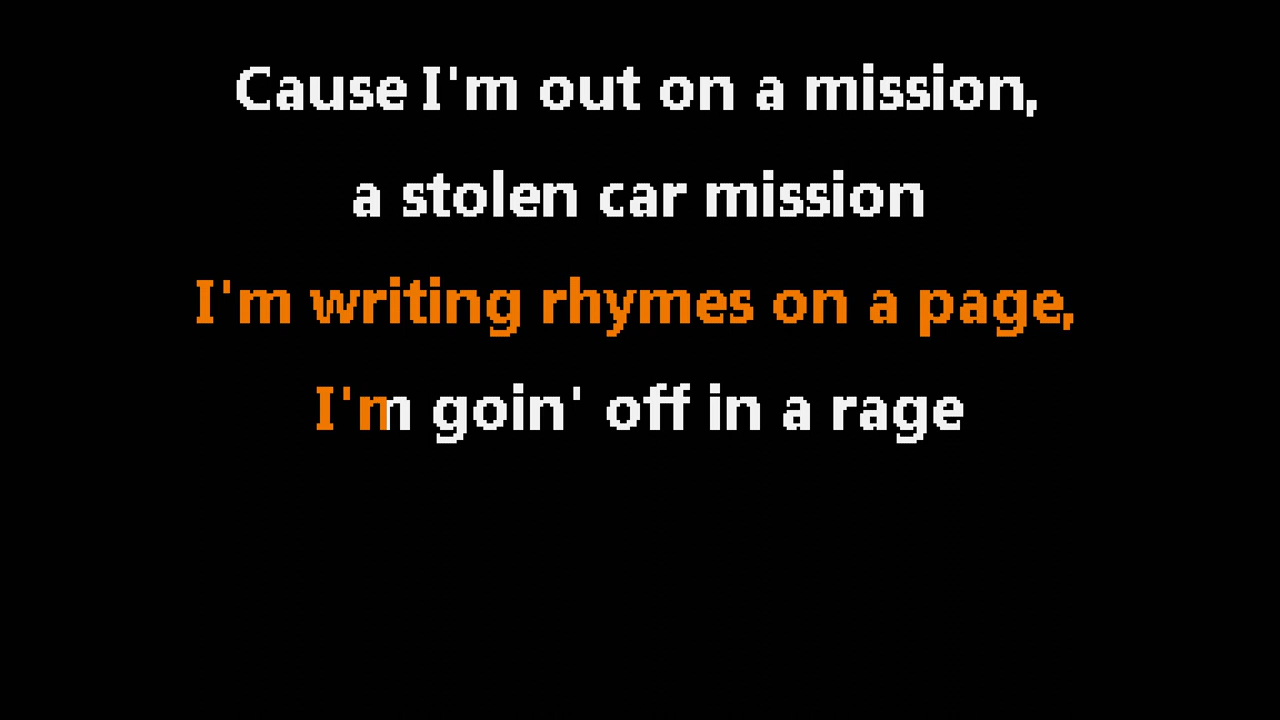 Cause I'm out on a mission,
a stolen car mission
I'm writing rhymes on a page,
I'm goin' off in a rage